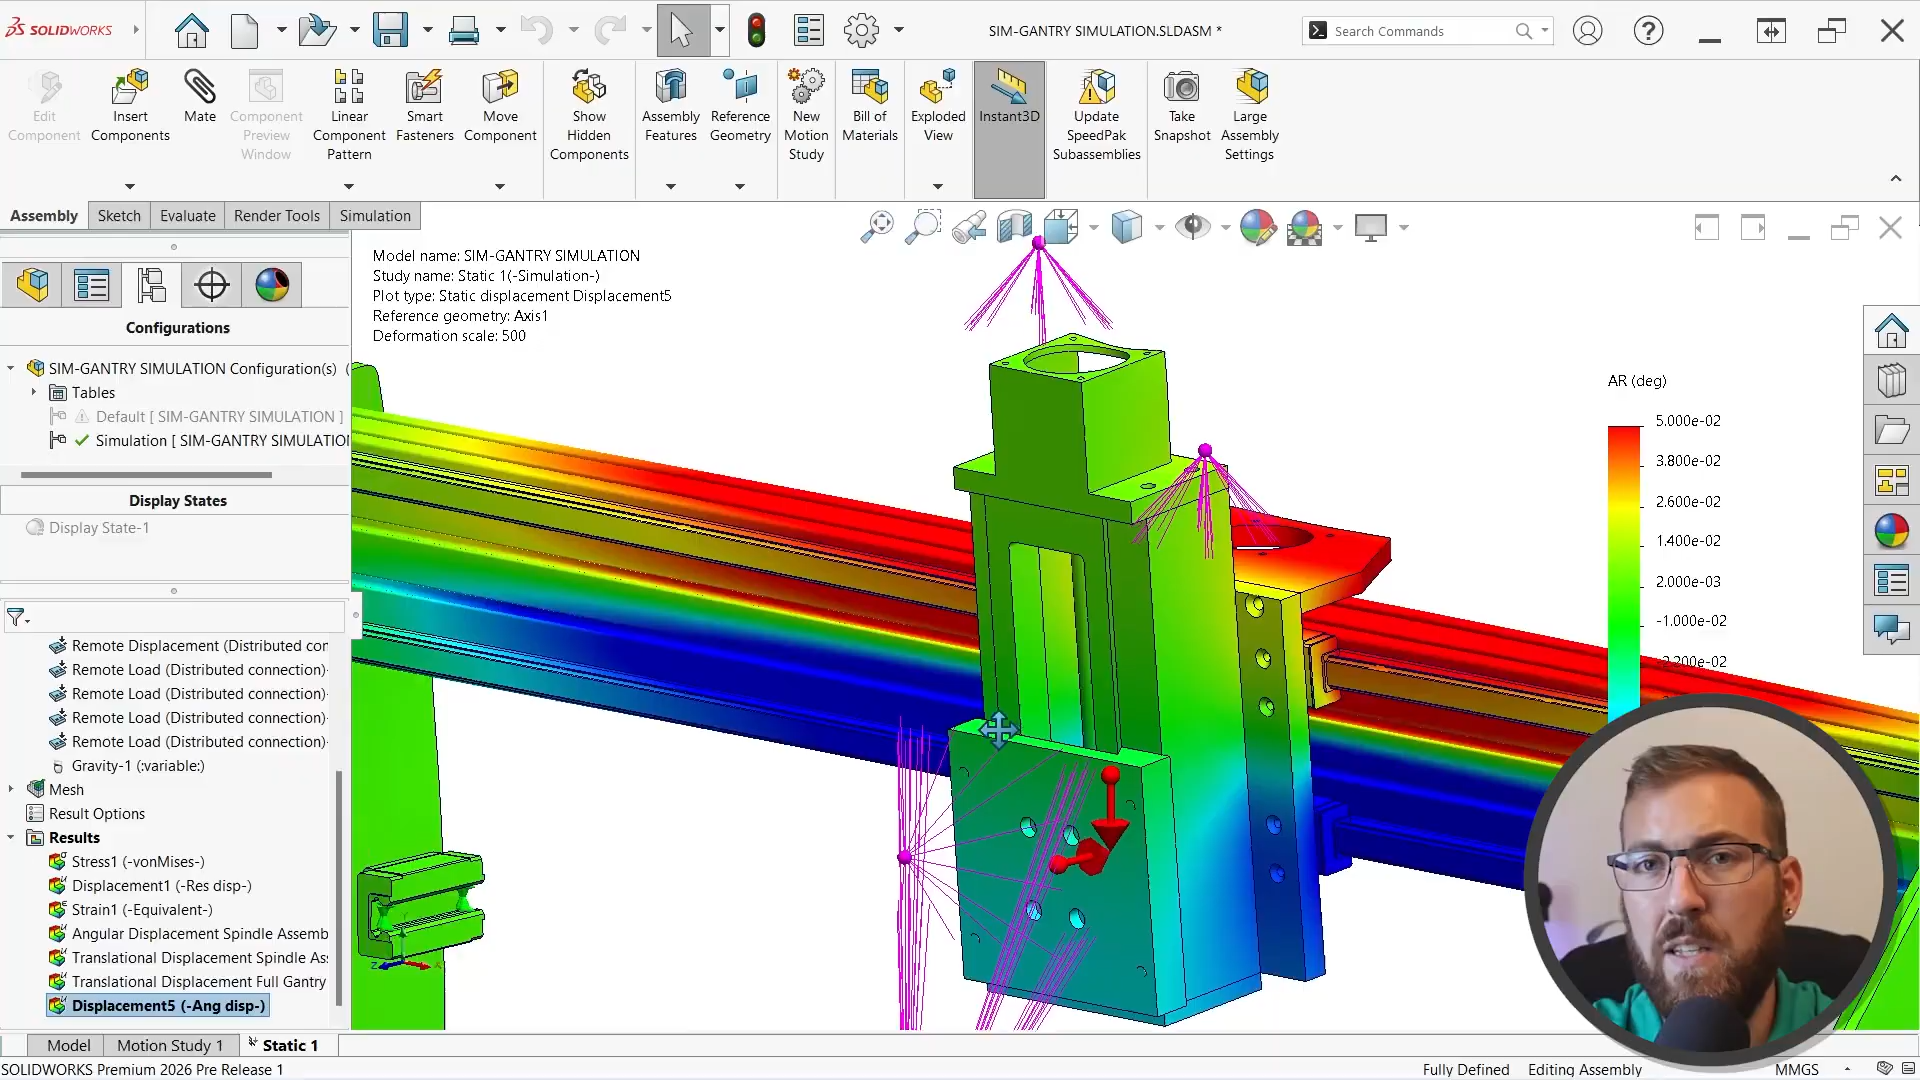 SOLIDWORKS
SIM-GANTRY SIMULATION.SLDASM *
Search Commands
Edit Component
Insert Components
Mate
Component Preview Window
Linear Component Pattern
Smart Fasteners
Move Component
Show Hidden Components
Assembly Features
Reference Geometry
New Motion Study
Bill of Materials
Exploded View
Instant3D
Update SpeedPak Subassemblies
Take Snapshot
Large Assembly Settings
Assembly
Sketch
Evaluate
Render Tools
Simulation
Configurations
SIM-GANTRY SIMULATION Configuration(s) (
Tables
Default [ SIM-GANTRY SIMULATION ]
Simulation [ SIM-GANTRY SIMULATIO
Display States
Display State-1
Remote Displacement (Distributed cor
Remote Load (Distributed connection)
Remote Load (Distributed connection)
Remote Load (Distributed connection)
Remote Load (Distributed connection)
Gravity-1 (:variable:)
Mesh
Result Options
Results
Stress1 (-vonMises-)
Displacement1 (-Res disp-)
Strain1 (-Equivalent-)
Angular Displacement Spindle Assemb
Translational Displacement Spindle As
Translational Displacement Full Gantry
Displacement5 (-Ang disp-)
Model name: SIM-GANTRY SIMULATION
Study name: Static 1(-Simulation-)
Plot type: Static displacement Displacement5
Reference geometry: Axis1
Deformation scale: 500
AR (deg)
5.000e-02
3.800e-02
2.600e-02
1.400e-02
2.000e-03
-1.000e-02
-2.200e-02
Model
Motion Study 1
Static 1
SOLIDWORKS Premium 2026 Pre Release 1
Fully Defined
Editing Assembly
MMGS